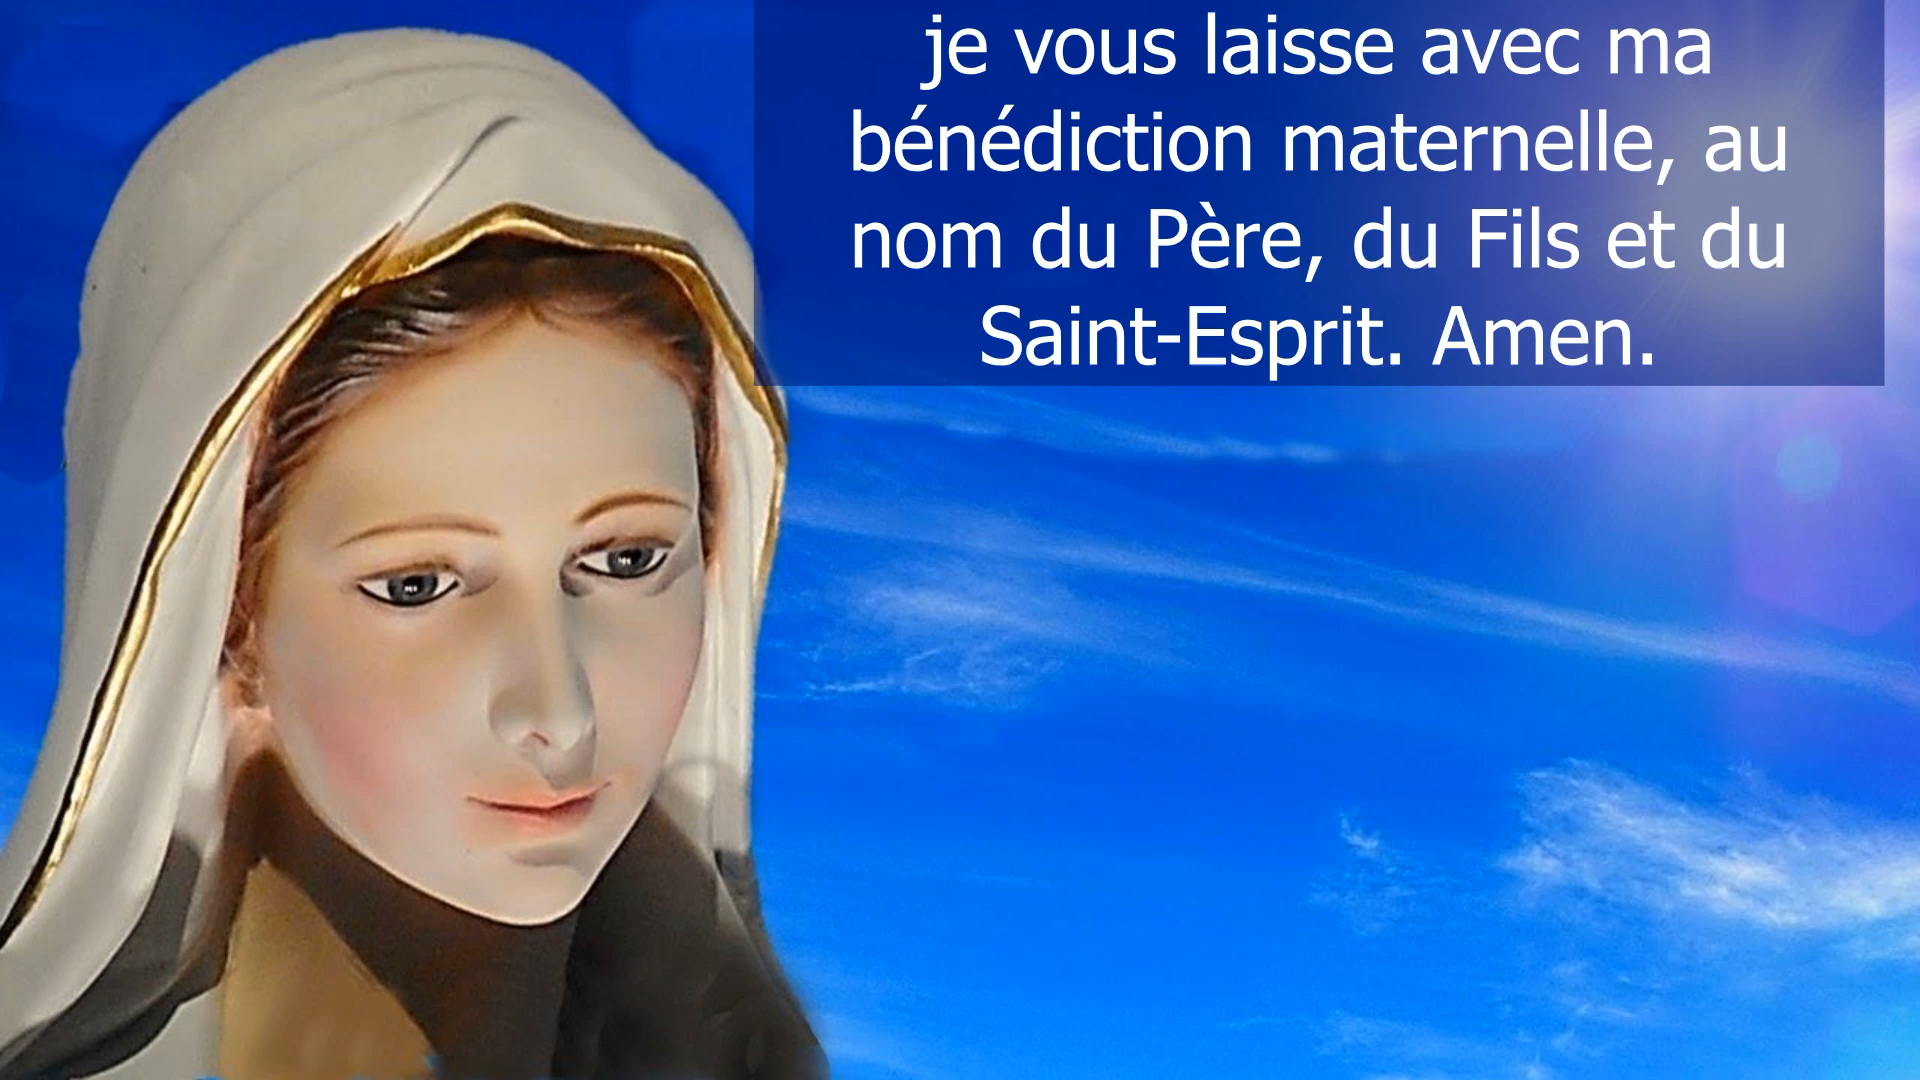 je vous laisse avec ma
bénédiction maternelle, au
nom du Père, du Fils et du
Saint-Esprit. Amen.